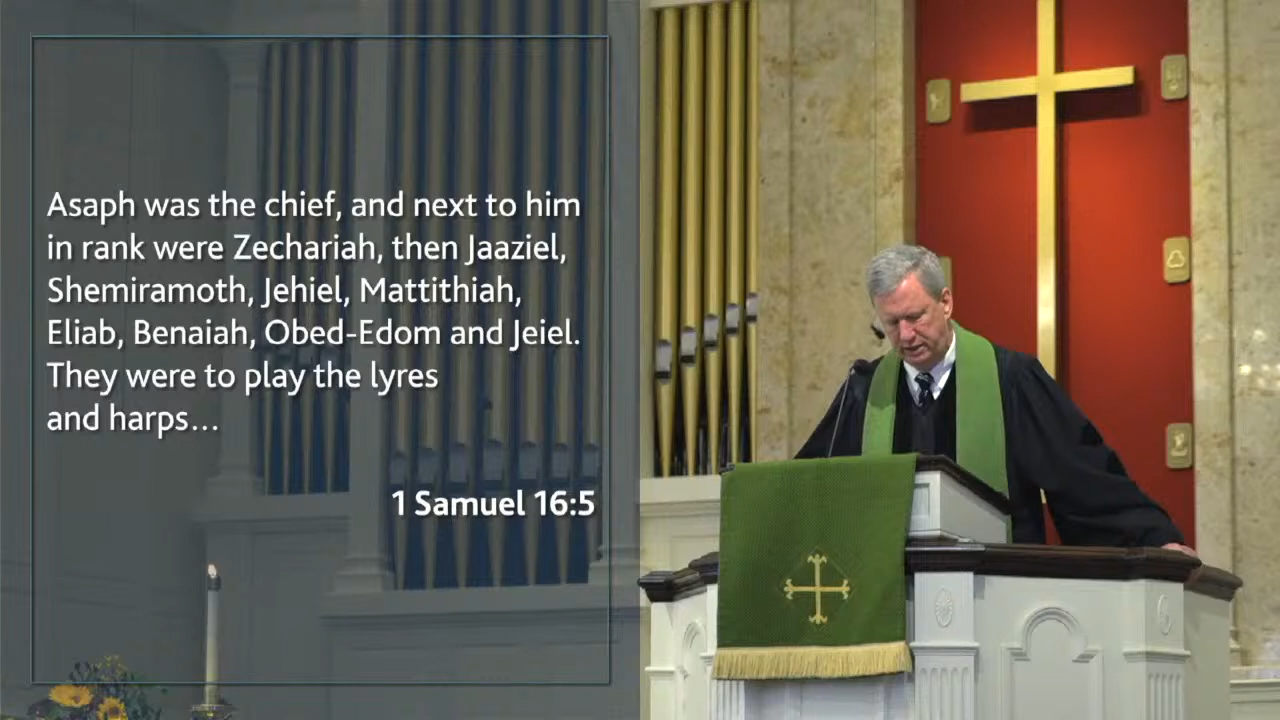 Asaph was the chief, and next to him
in rank were Zechariah, then Jaaziel,
Shemiramoth, Jehiel, Mattithiah,
Eliab, Benaiah, Obed-Edom and Jeiel.
They were to play the lyres
and harps…
1 Samuel 16:5